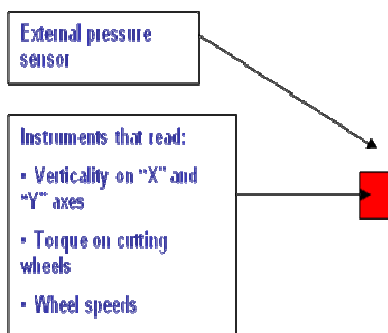 External pressure
sensor
Instruments that read:
▪ Verticality on “X” and
“Y” axes
▪ Torque on cutting
wheels
▪ Wheel speeds